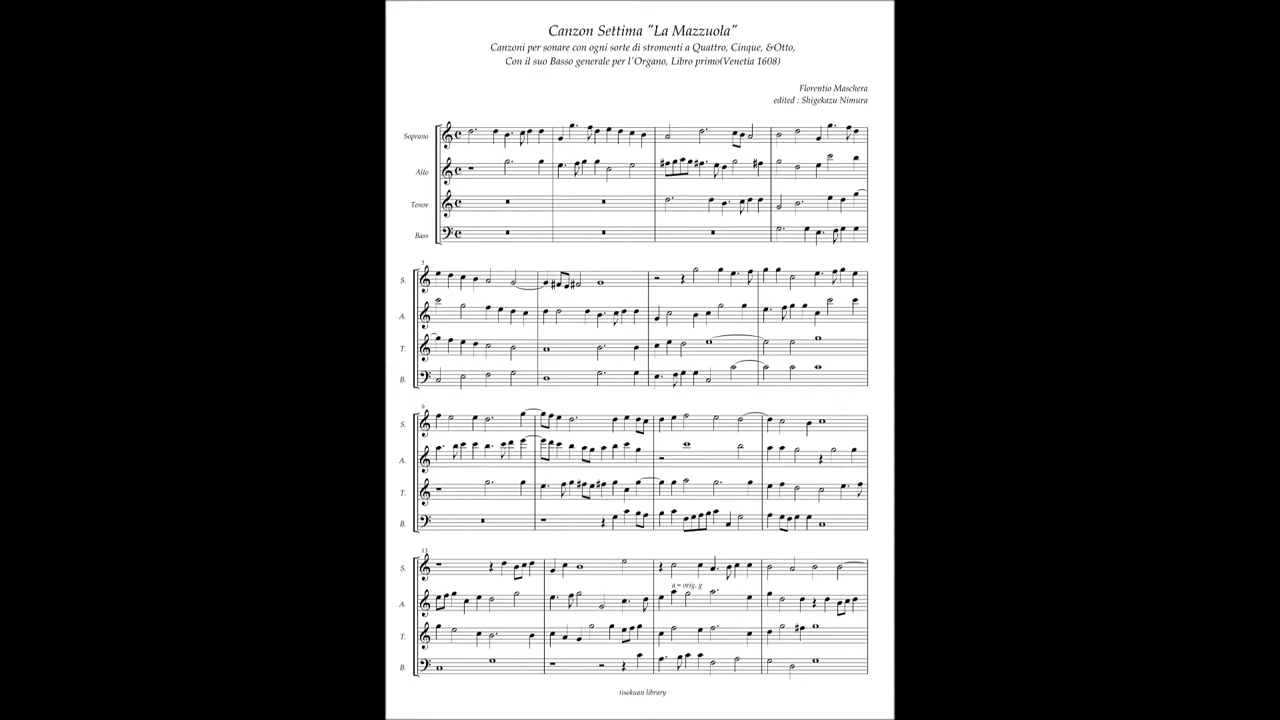 Canzon Settima "La Mazzuola"
Canzoni per sonare con ogni sorte di stromenti a Quattro, Cinque, &Otto,
Con il suo Basso generale per l'Organo, Libro primo(Venetia 1608)
Florentio Maschera
edited : Shigekazu Nimura
Soprano
Alto
Tenor
Bass
5
S.
A.
T.
B.
9
S.
A.
T.
B.
13
S.
a = orig. g
A.
T.
B.
tisokuan library